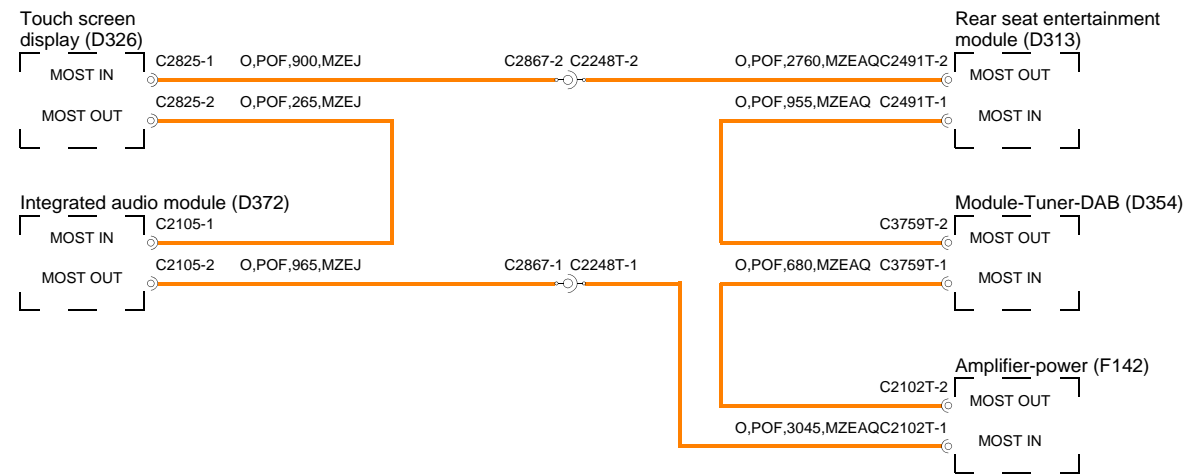 Touch screen
display (D326)
Rear seat entertainment
module (D313)
C2825-1 O,POF,900,MZEJ C2867-2 C2248T-2 O,POF,2760,MZEAQC2491T-2
MOST IN MOST OUT
C2825-2 O,POF,265,MZEJ O,POF,955,MZEAQ C2491T-1
MOST OUT MOST IN
Integrated audio module (D372) Module-Tuner-DAB (D354)
C2105-1 C3759T-2
MOST IN MOST OUT
C2105-2 O,POF,965,MZEJ C2867-1 C2248T-1 O,POF,680,MZEAQ C3759T-1
MOST OUT MOST IN
Amplifier-power (F142)
C2102T-2
MOST OUT
O,POF,3045,MZEAQC2102T-1
MOST IN